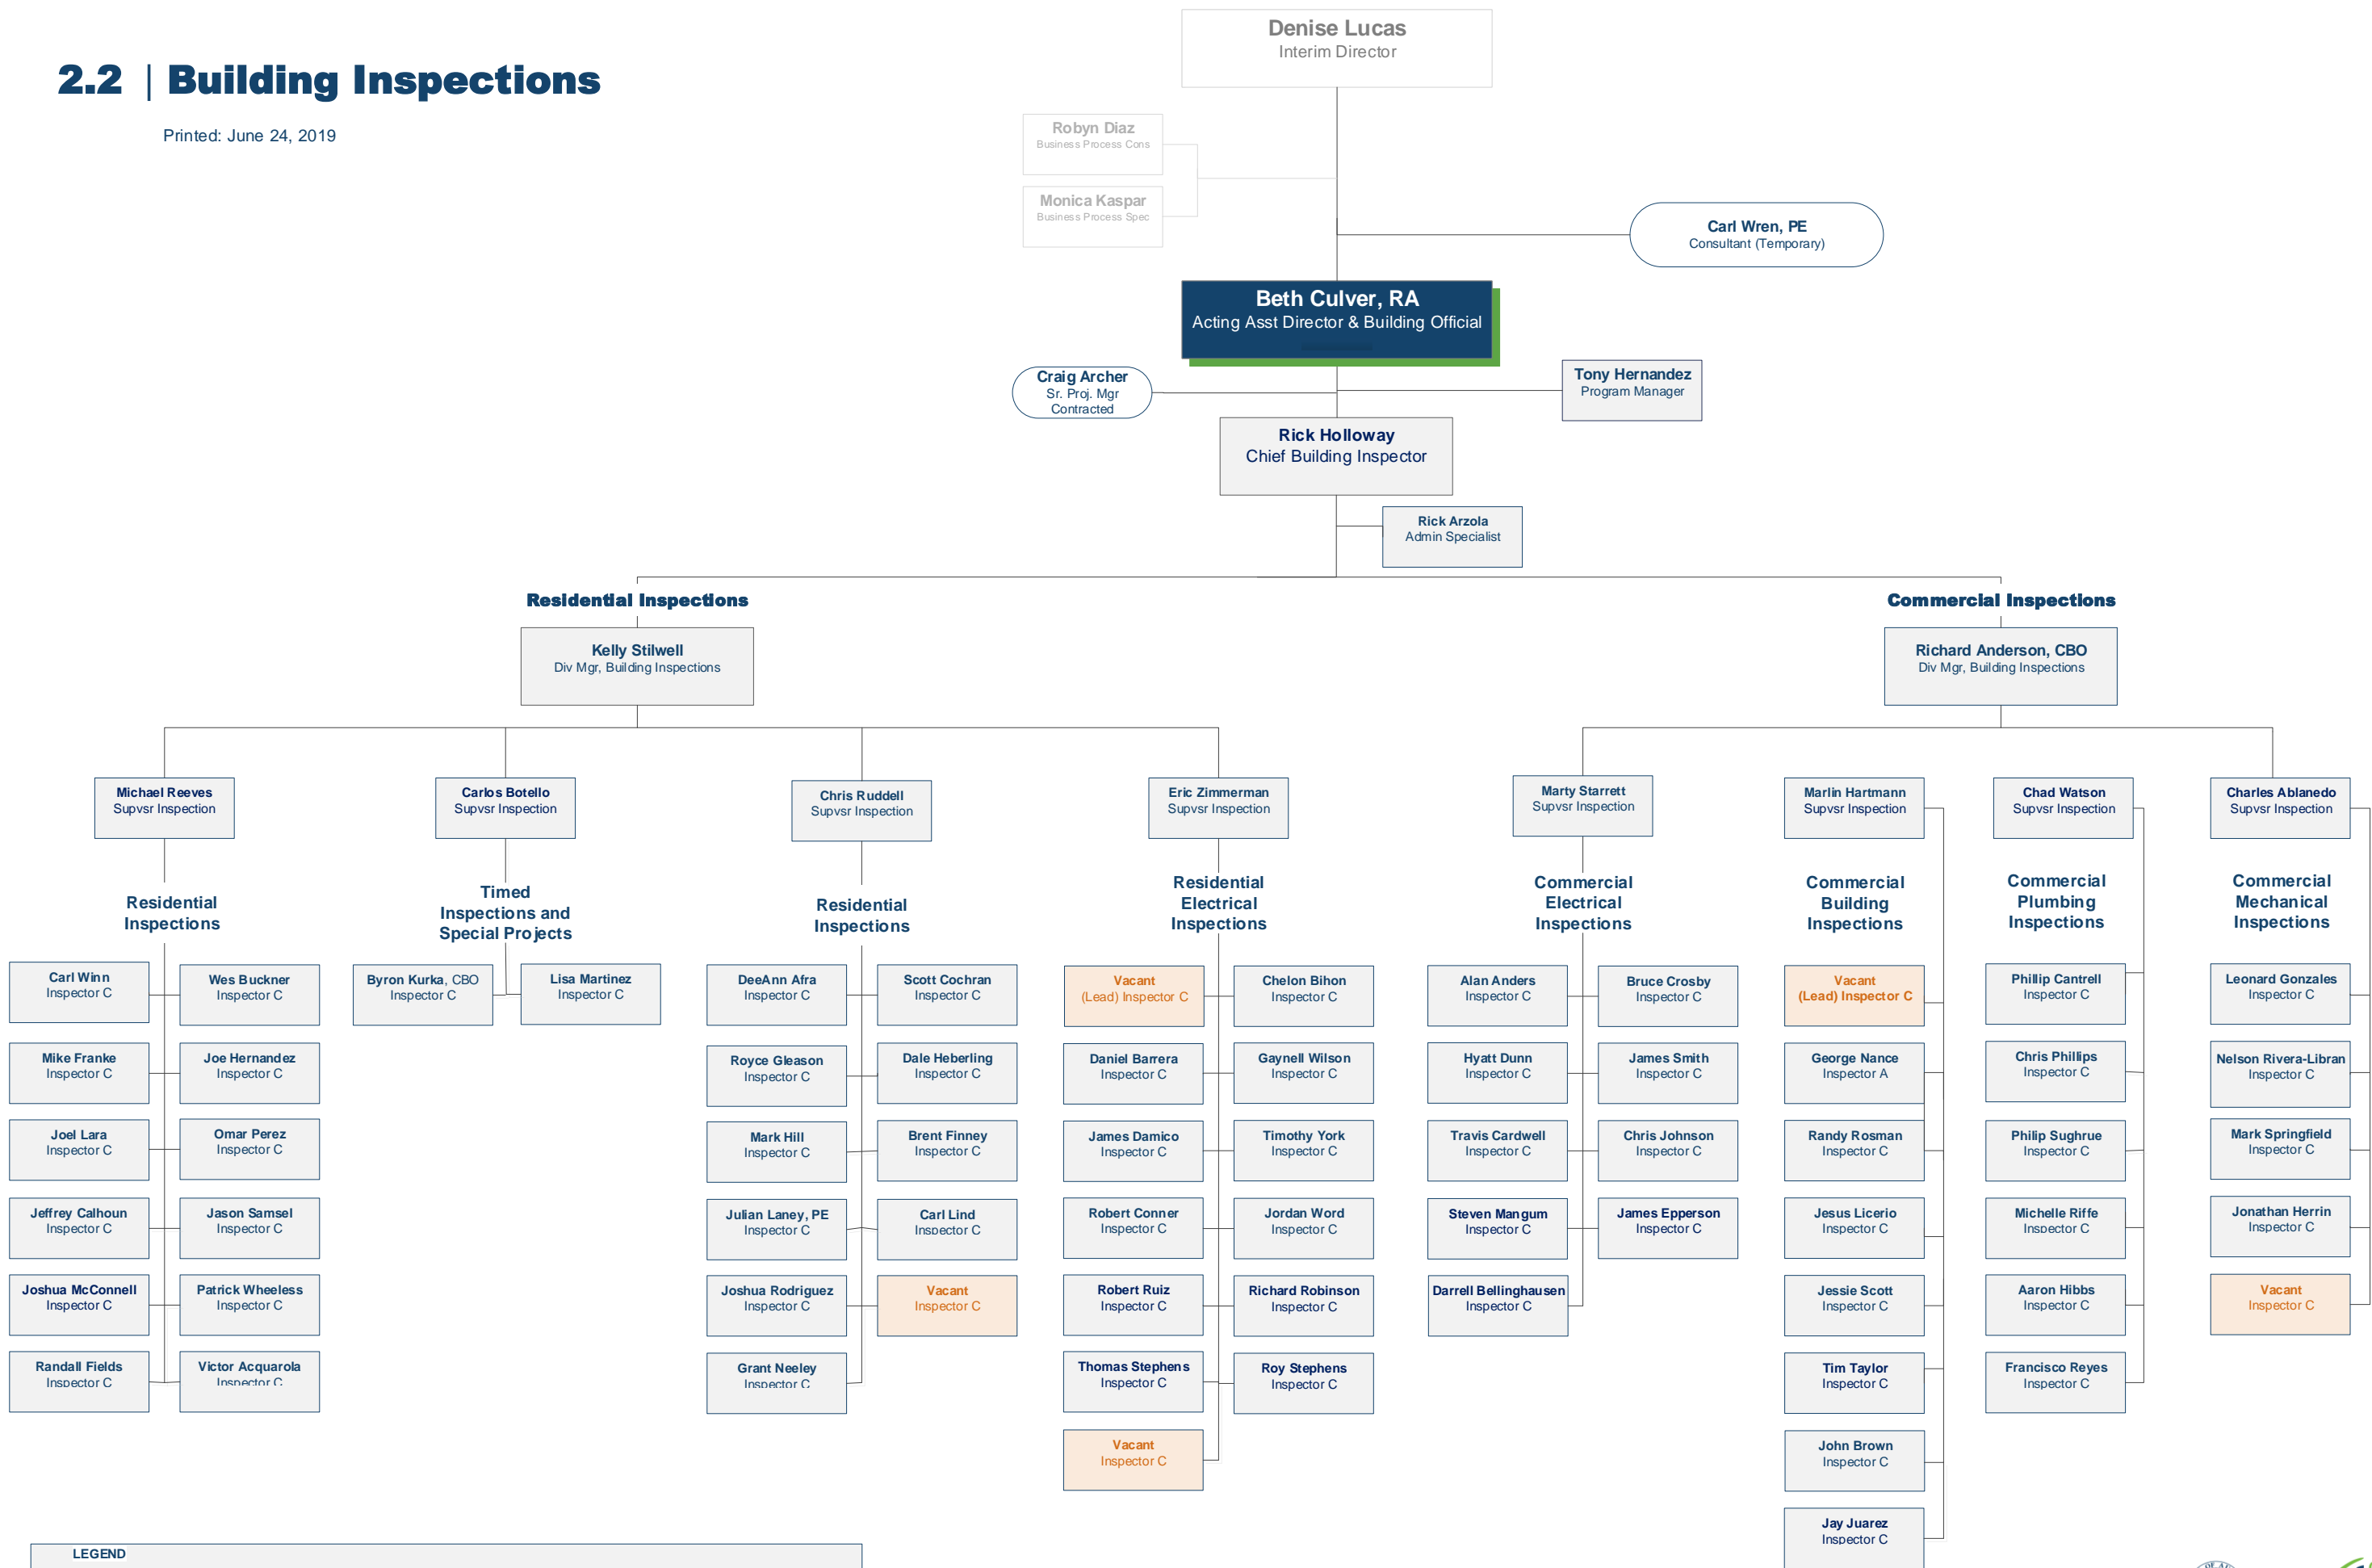 Denise Lucas
Interim Director
2.2 | Building Inspections
Printed: June 24, 2019
Robyn Diaz
Business Process Cons
Monica Kaspar
Business Process Spec
Carl Wren, PE
Consultant (Temporary)
Beth Culver, RA
Acting Asst Director & Building Official
Craig Archer
Sr. Proj. Mgr
Contracted
Tony Hernandez
Program Manager
Rick Holloway
Chief Building Inspector
Rick Arzola
Admin Specialist
Residential Inspections
Kelly Stilwell
Div Mgr, Building Inspections
Commercial Inspections
Richard Anderson, CBO
Div Mgr, Building Inspections
Michael Reeves
Supvsr Inspection
Residential
Inspections
Carl Winn
Inspector C
Wes Buckner
Inspector C
Mike Franke
Inspector C
Joe Hernandez
Inspector C
Joel Lara
Inspector C
Omar Perez
Inspector C
Jeffrey Calhoun
Inspector C
Jason Samsel
Inspector C
Joshua McConnell
Inspector C
Patrick Wheeless
Inspector C
Randall Fields
Inspector C
Victor Acquarola
Inspector C
Carlos Botello
Supvsr Inspection
Timed
Inspections and
Special Projects
Byron Kurka, CBO
Inspector C
Lisa Martinez
Inspector C
Chris Ruddell
Supvsr Inspection
Residential
Inspections
DeeAnn Afra
Inspector C
Scott Cochran
Inspector C
Royce Gleason
Inspector C
Dale Heberling
Inspector C
Mark Hill
Inspector C
Brent Finney
Inspector C
Julian Laney, PE
Inspector C
Carl Lind
Inspector C
Joshua Rodriguez
Inspector C
Vacant
Inspector C
Grant Neeley
Inspector C
Eric Zimmerman
Supvsr Inspection
Residential
Electrical
Inspections
Vacant
(Lead) Inspector C
Chelon Bihon
Inspector C
Daniel Barrera
Inspector C
Gaynell Wilson
Inspector C
James Damico
Inspector C
Timothy York
Inspector C
Robert Conner
Inspector C
Jordan Word
Inspector C
Robert Ruiz
Inspector C
Richard Robinson
Inspector C
Thomas Stephens
Inspector C
Roy Stephens
Inspector C
Vacant
Inspector C
Marty Starrett
Supvsr Inspection
Commercial
Electrical
Inspections
Alan Anders
Inspector C
Bruce Crosby
Inspector C
Hyatt Dunn
Inspector C
James Smith
Inspector C
Travis Cardwell
Inspector C
Chris Johnson
Inspector C
Steven Mangum
Inspector C
James Epperson
Inspector C
Darrell Bellinghausen
Inspector C
Marlin Hartmann
Supvsr Inspection
Commercial
Building
Inspections
Vacant
(Lead) Inspector C
George Nance
Inspector A
Randy Rosman
Inspector C
Jesus Licerio
Inspector C
Jessie Scott
Inspector C
Tim Taylor
Inspector C
John Brown
Inspector C
Jay Juarez
Inspector C
Chad Watson
Supvsr Inspection
Commercial
Plumbing
Inspections
Phillip Cantrell
Inspector C
Chris Phillips
Inspector C
Philip Sughrue
Inspector C
Michelle Riffe
Inspector C
Aaron Hibbs
Inspector C
Francisco Reyes
Inspector C
Charles Ablanedo
Supvsr Inspection
Commercial
Mechanical
Inspections
Leonard Gonzales
Inspector C
Nelson Rivera-Libran
Inspector C
Mark Springfield
Inspector C
Jonathan Herrin
Inspector C
Vacant
Inspector C
LEGEND